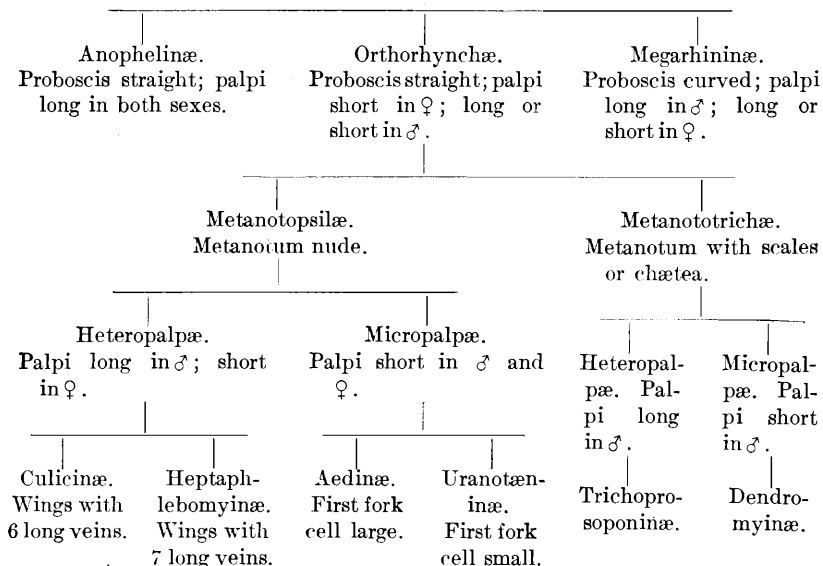 Anophelinæ.
Proboscis straight; palpi
long in both sexes.
Orthorhynchæ.
Proboscis straight; palpi
short in ♀; long or
short in ♂.
Megarhininæ.
Proboscis curved; palpi
long in ♂; long or
short in ♀.
Metanotopsilæ.
Metanotum nude.
Metanototrichæ.
Metanotum with scales
or chætea.
Heteropalpæ.
Palpi long in ♂; short
in ♀.
Micropalpæ.
Palpi short in ♂ and
♀.
Heteropal-
pæ. Pal-
pi long
in ♂.
Micropal-
pæ. Pal-
pi short
in ♂.
Culicinæ.
Wings with
6 long veins.
Heptaph-
lebomyinæ.
Wings with
7 long veins.
Aedinæ.
First fork
cell large.
Uranotæn-
inæ.
First fork
cell small.
Trichopro-
soponinæ.
Dendro-
myinæ.